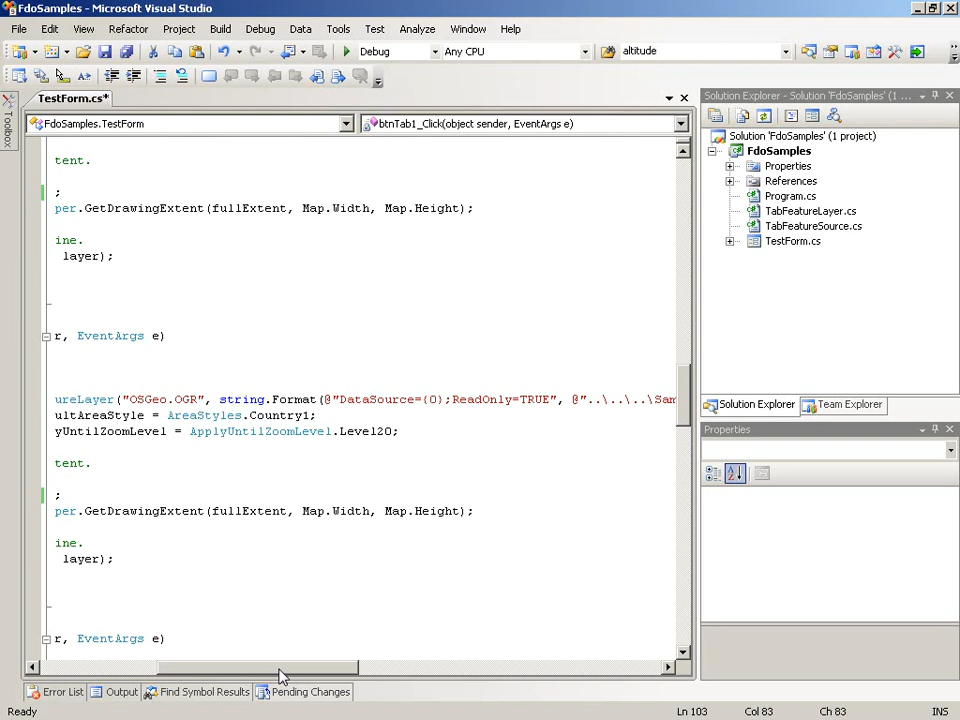 FdoSamples - Microsoft Visual Studio
File Edit View Refactor Project Build Debug Data Tools Test Analyze Window Help
Debug Any CPU altitude
TestForm.cs*
Solution Explorer - Solution 'FdoSamples' (1 ...
Toolbox
FdoSamples.TestForm btnTab1_Click(object sender, EventArgs e)
Solution 'FdoSamples' (1 project)
FdoSamples
Properties
References
Program.cs
TabFeatureLayer.cs
TabFeatureSource.cs
TestForm.cs
tent.
;
per.GetDrawingExtent(fullExtent, Map.Width, Map.Height);
ine.
layer);
r, EventArgs e)
ureLayer("OSGeo.OGR", string.Format(@"DataSource={0};ReadOnly=TRUE", @"..\..\..\Sam
ultAreaStyle = AreaStyles.Country1;
yUntilZoomLevel = ApplyUntilZoomLevel.Level20;
tent.
;
per.GetDrawingExtent(fullExtent, Map.Width, Map.Height);
ine.
layer);
r, EventArgs e)
Solution Explorer Team Explorer
Properties
Error List Output Find Symbol Results Pending Changes
Ready Ln 103 Col 83 Ch 83 INS